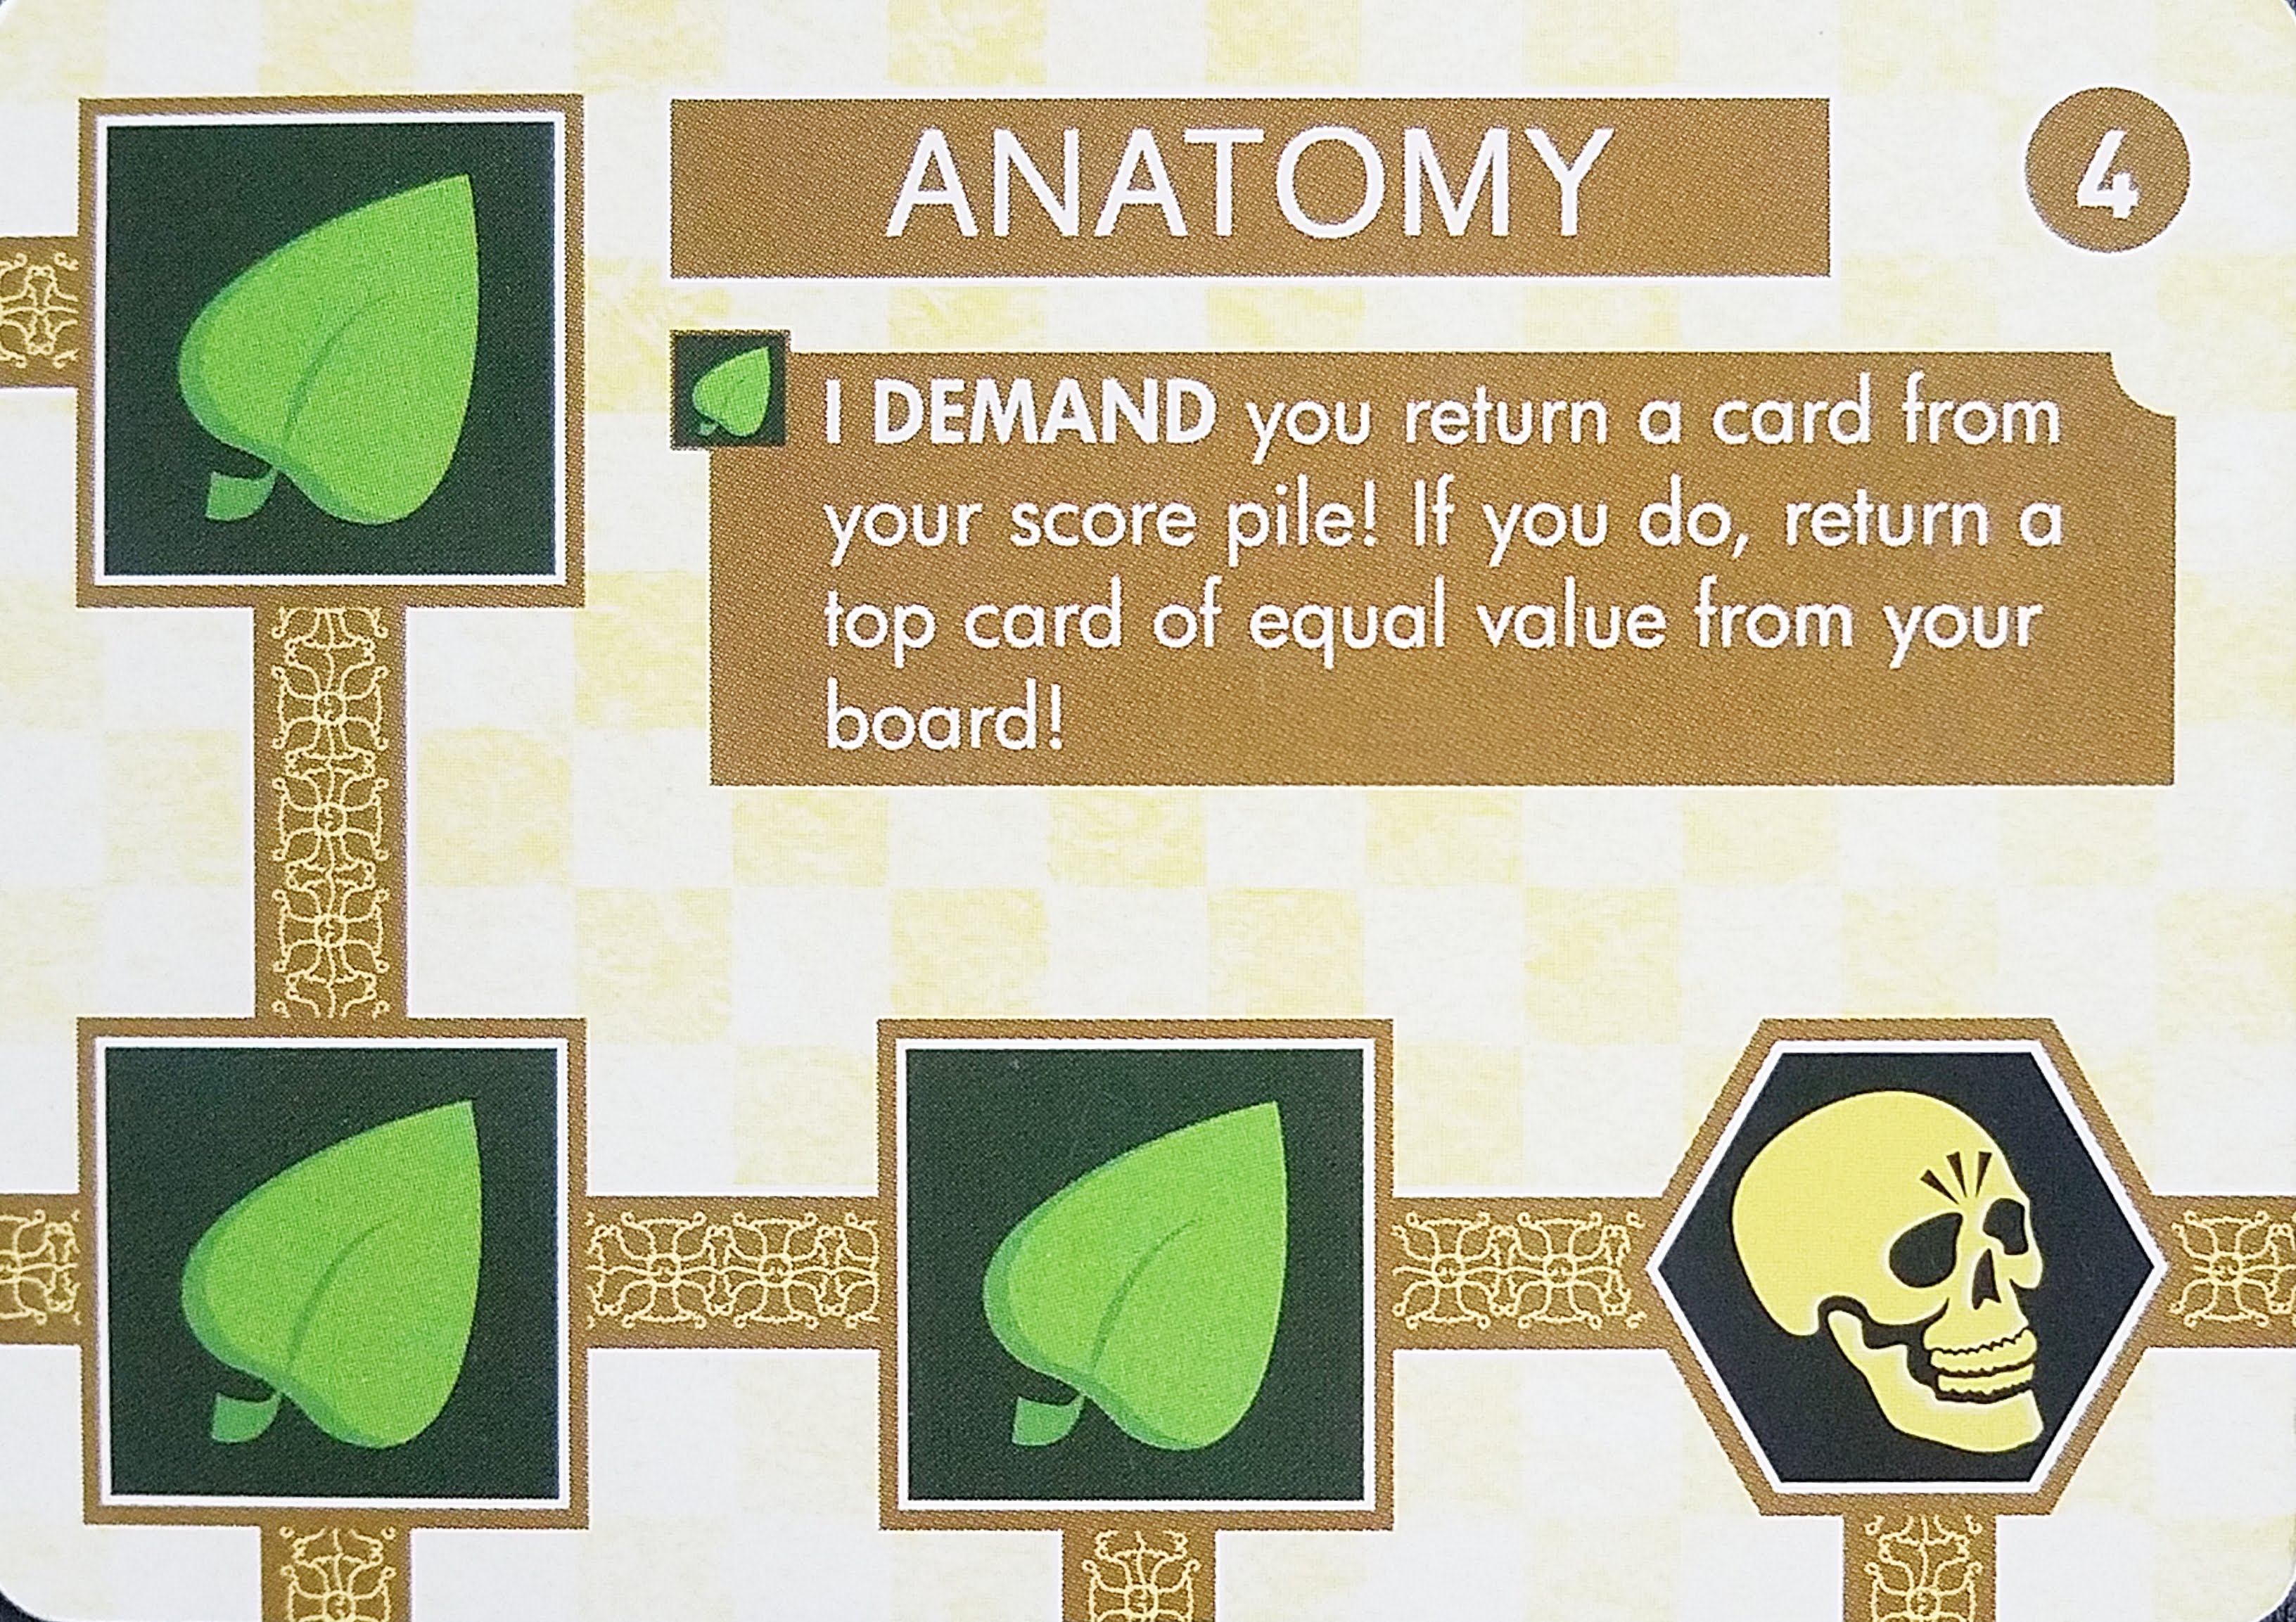 ANATOMY
4
I DEMAND you return a card from
your score pile! If you do, return a
top card of equal value from your
board!